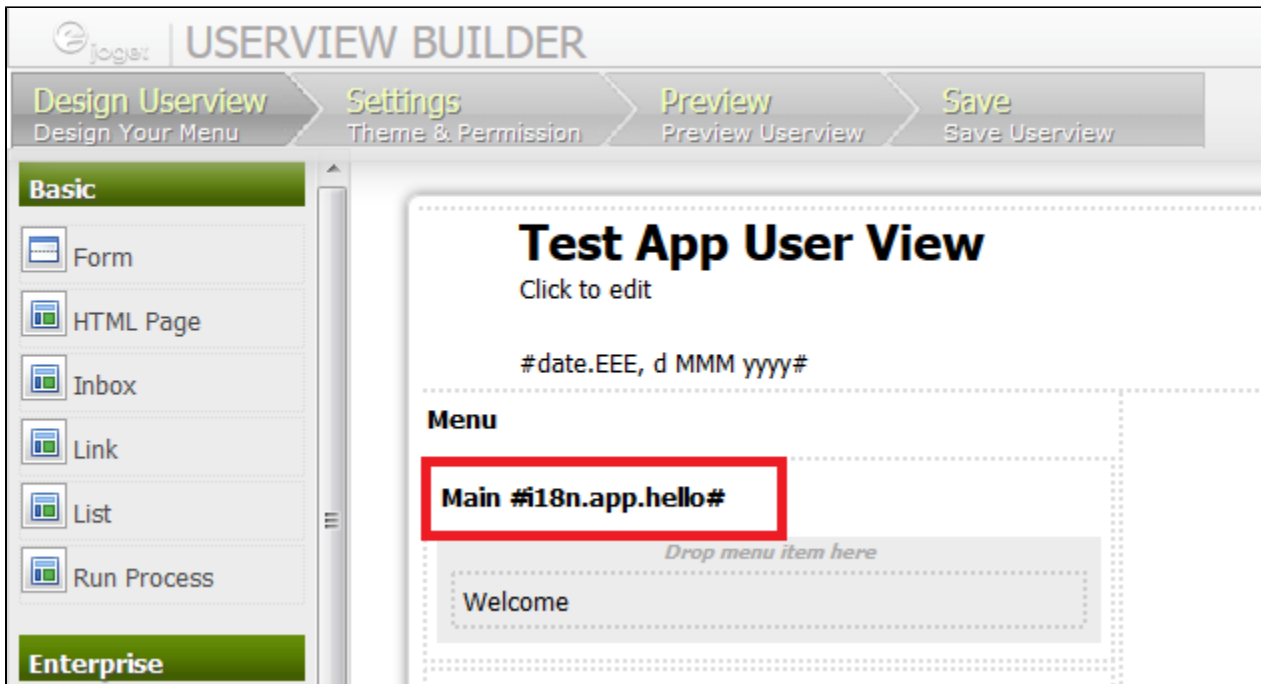 joget | USERVIEW BUILDER
Design Userview
Design Your Menu
Settings
Theme & Permission
Preview
Preview Userview
Save
Save Userview
Basic
Form
HTML Page
Inbox
Link
List
Run Process
Enterprise
Test App User View
Click to edit
#date.EEE, d MMM yyyy#
Menu
Main #i18n.app.hello#
Drop menu item here
Welcome